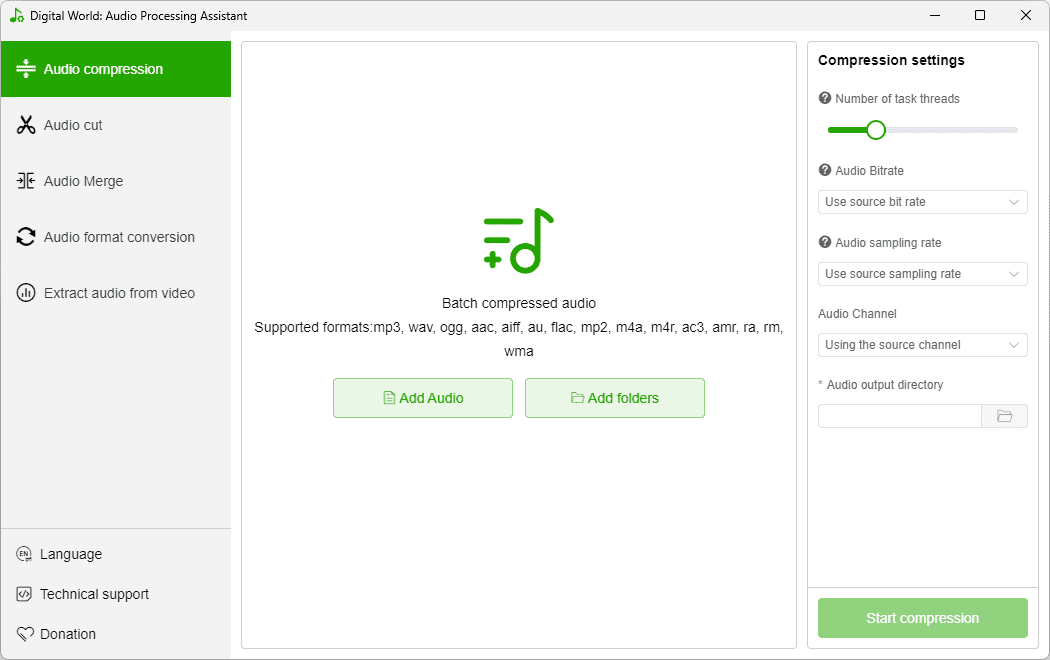 Digital World: Audio Processing Assistant
Audio compression
Audio cut
Audio Merge
Audio format conversion
Extract audio from video
EN Language
Technical support
Donation
Batch compressed audio
Supported formats:mp3, wav, ogg, aac, aiff, au, flac, mp2, m4a, m4r, ac3, amr, ra, rm,
wma
Add Audio
Add folders
Compression settings
? Number of task threads
? Audio Bitrate
Use source bit rate
? Audio sampling rate
Use source sampling rate
Audio Channel
Using the source channel
* Audio output directory
Start compression